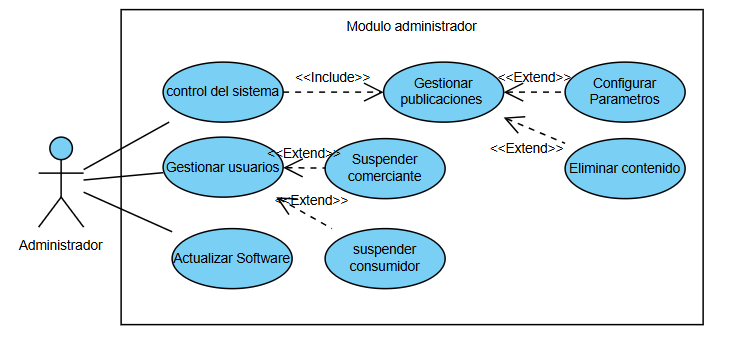 Modulo administrador
control del sistema
<<Include>>
Gestionar
publicaciones
<<Extend>>
Configurar
Parametros
<<Extend>>
Eliminar contenido
Gestionar usuarios
<<Extend>>
Suspender
comerciante
<<Extend>>
Administrador
Actualizar Software
suspender
consumidor